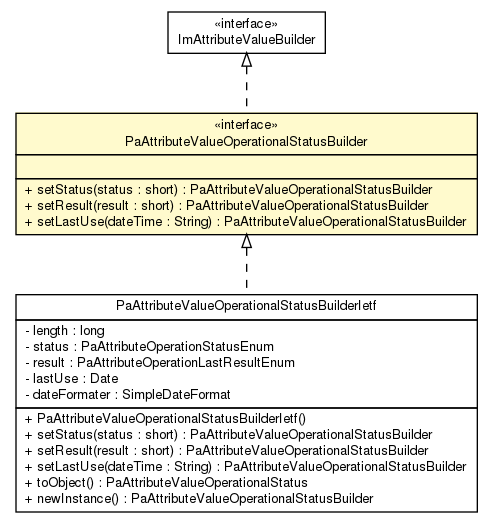 «interface»
ImAttributeValueBuilder
«interface»
PaAttributeValueOperationalStatusBuilder
+ setStatus(status : short) : PaAttributeValueOperationalStatusBuilder
+ setResult(result : short) : PaAttributeValueOperationalStatusBuilder
+ setLastUse(dateTime : String) : PaAttributeValueOperationalStatusBuilder
PaAttributeValueOperationalStatusBuilderIetf
- length : long
- status : PaAttributeOperationStatusEnum
- result : PaAttributeOperationLastResultEnum
- lastUse : Date
- dateFormater : SimpleDateFormat
+ PaAttributeValueOperationalStatusBuilderIetf()
+ setStatus(status : short) : PaAttributeValueOperationalStatusBuilder
+ setResult(result : short) : PaAttributeValueOperationalStatusBuilder
+ setLastUse(dateTime : String) : PaAttributeValueOperationalStatusBuilder
+ toObject() : PaAttributeValueOperationalStatus
+ newInstance() : PaAttributeValueOperationalStatusBuilder